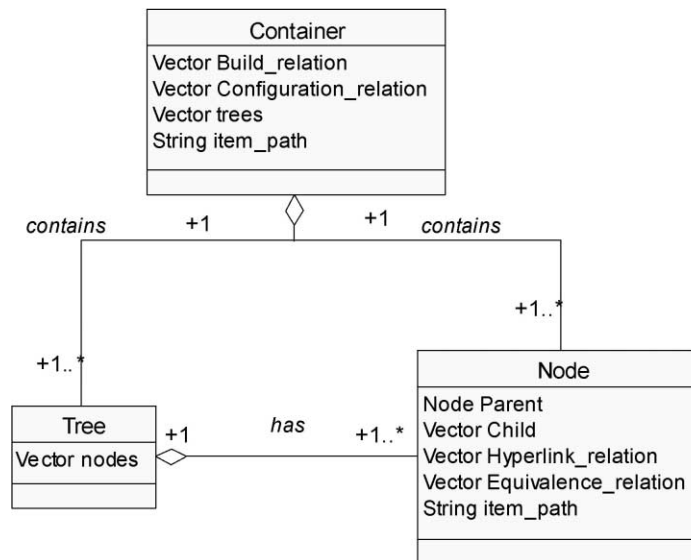 Container
Vector Build_relation
Vector Configuration_relation
Vector trees
String item_path
contains
+1
+1
contains
+1..*
+1..*
Tree
Vector nodes
+1
has
+1..*
Node
Node Parent
Vector Child
Vector Hyperlink_relation
Vector Equivalence_relation
String item_path